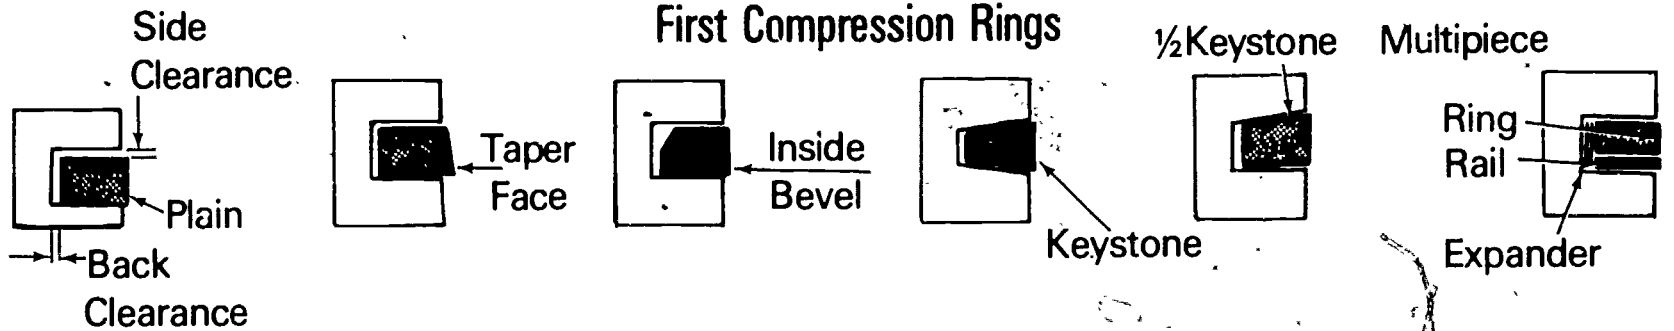 First Compression Rings
Side
Clearance
Plain
Back
Clearance
Taper
Face
Inside
Bevel
Keystone
½Keystone
Multipiece
Ring
Rail
Expander